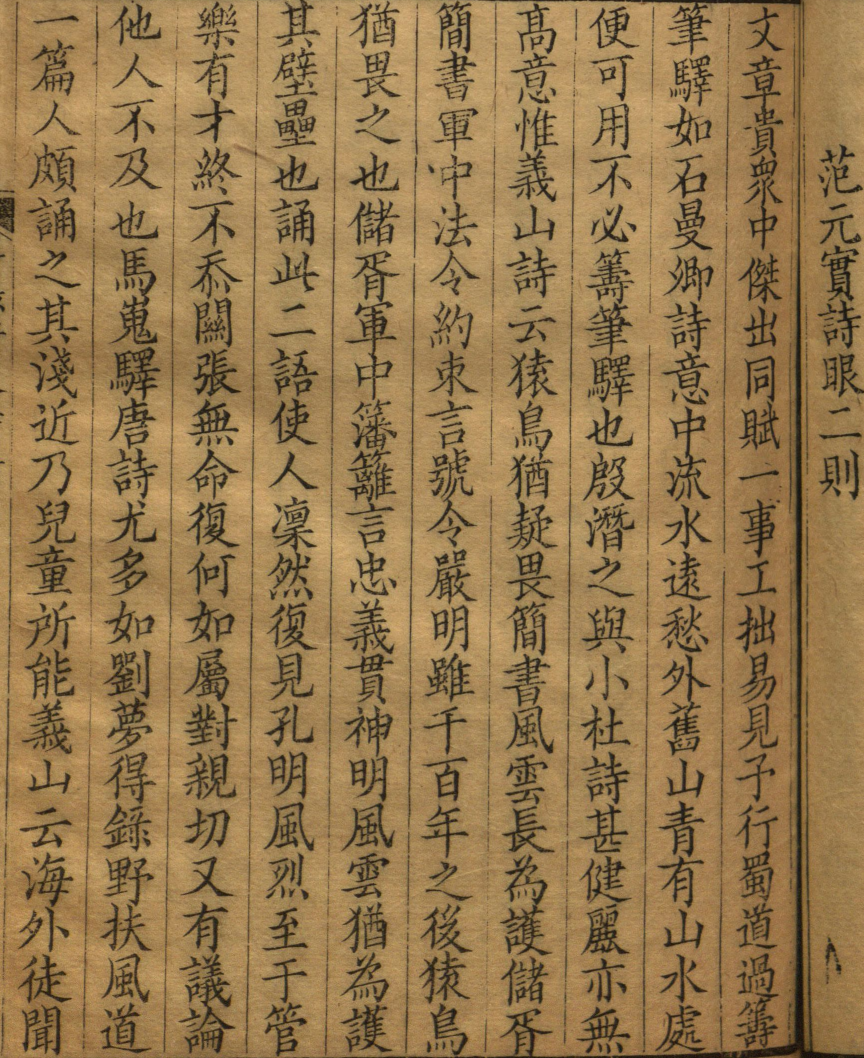 范元實詩眼二則
文章貴衆中傑出同賦一事工拙易見予行蜀道過籌
筆驛如石曼卿詩意中流水遠愁外舊山青有山水處
便可用不必籌筆驛也殷潛之與小杜詩甚健麗亦無
髙意惟義山詩云猿鳥猶疑畏簡書風雲長為護儲胥
簡書軍中法令約束言號令嚴明雖千百年之後猿鳥
猶畏之也儲胥軍中籓籬言忠義貫神明風雲猶為護
其壁壘也誦此二語使人凜然復見孔明風烈至于管
樂有才終不忝關張無命復何如屬對親切又有議論
他人不及也馬嵬驛唐詩尤多如劉夢得綠野扶風道
一篇人頗誦之其淺近乃兒童所能義山云海外徒聞